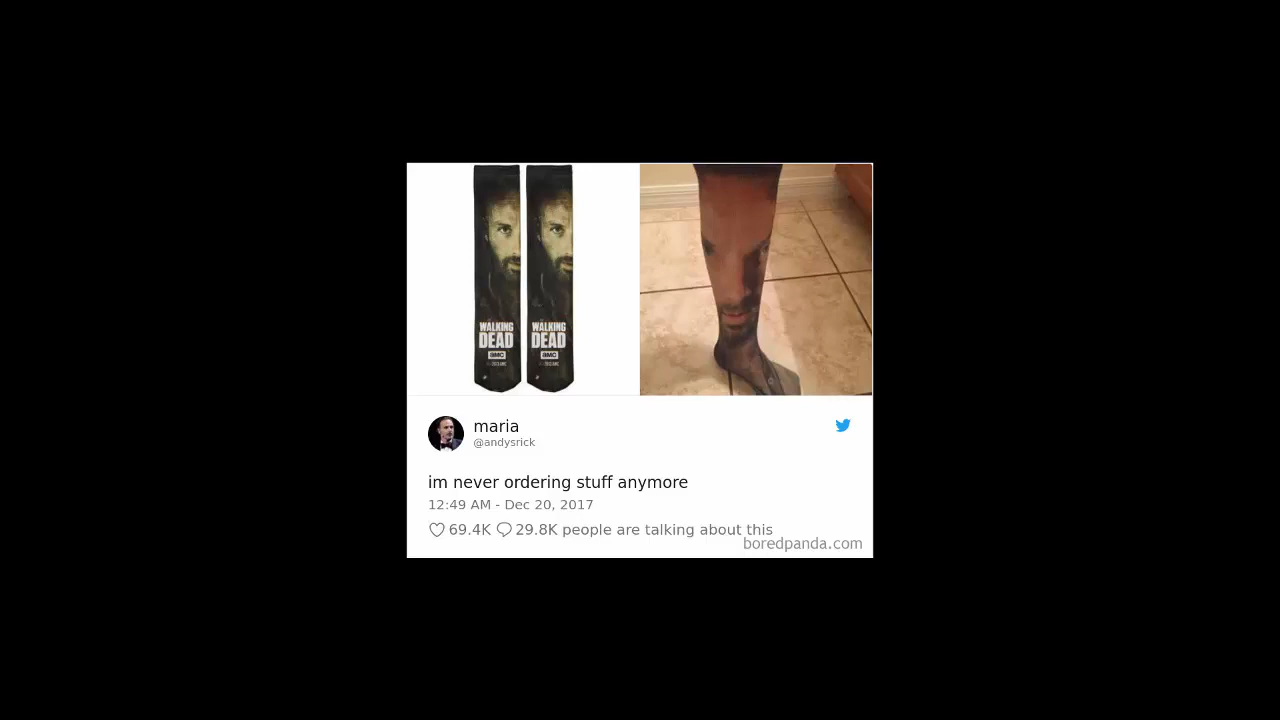 WALKING
DEAD
AMC
WALKING
DEAD
AMC
maria
@andysrick
im never ordering stuff anymore
12:49 AM - Dec 20, 2017
69.4K 29.8K people are talking about this
boredpanda.com